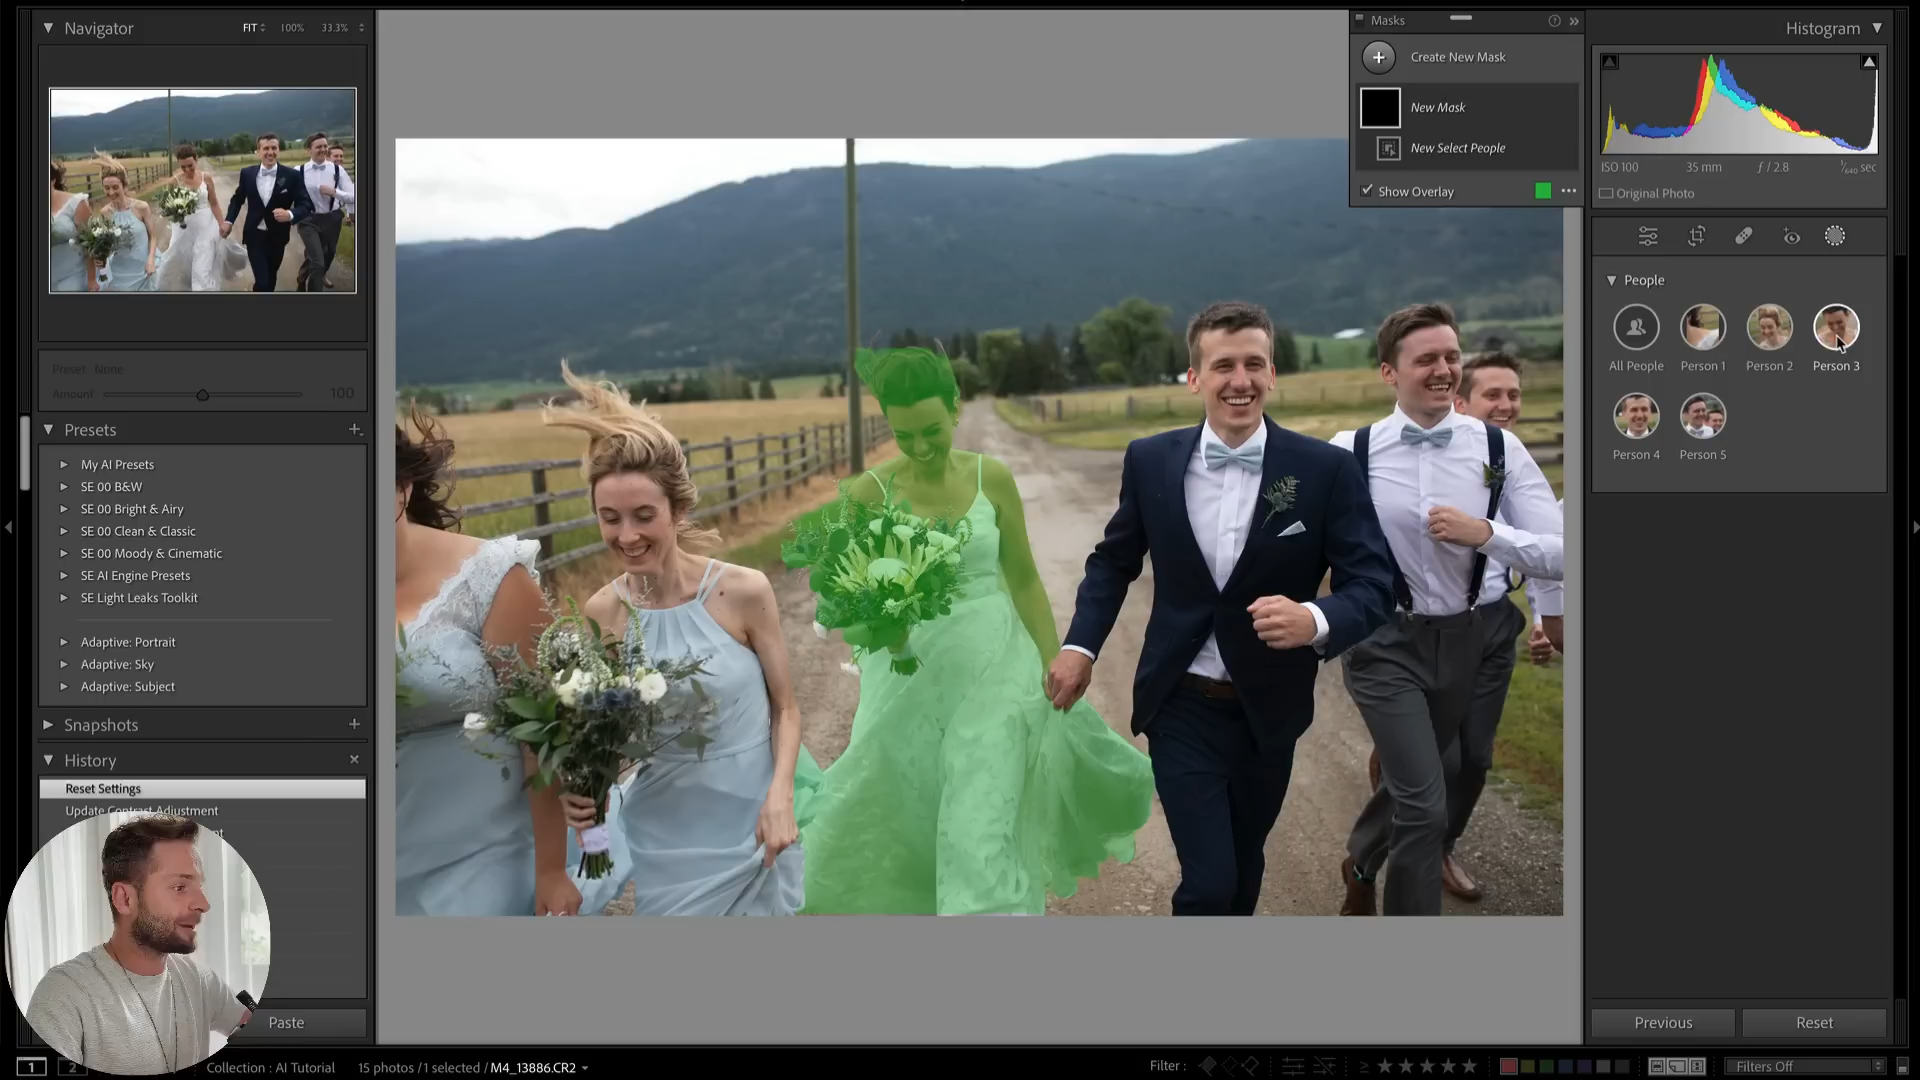 Navigator
FIT 100% 33.3%
Preset: None
Amount 100
Presets
My AI Presets
SE 00 B&W
SE 00 Bright & Airy
SE 00 Clean & Classic
SE 00 Moody & Cinematic
SE AI Engine Presets
SE Light Leaks Toolkit
Adaptive: Portrait
Adaptive: Sky
Adaptive: Subject
Snapshots
History
Reset Settings
Update Contrast Adjustment
Paste
Masks
Create New Mask
New Mask
New Select People
Show Overlay
Histogram
ISO 100 35 mm ƒ / 2.8 1/640 sec
Original Photo
People
All People Person 1 Person 2 Person 3
Person 4 Person 5
Previous Reset
1 2 Collection : AI Tutorial 15 photos / 1 selected / M4_13886.CR2 Filter : Filters Off